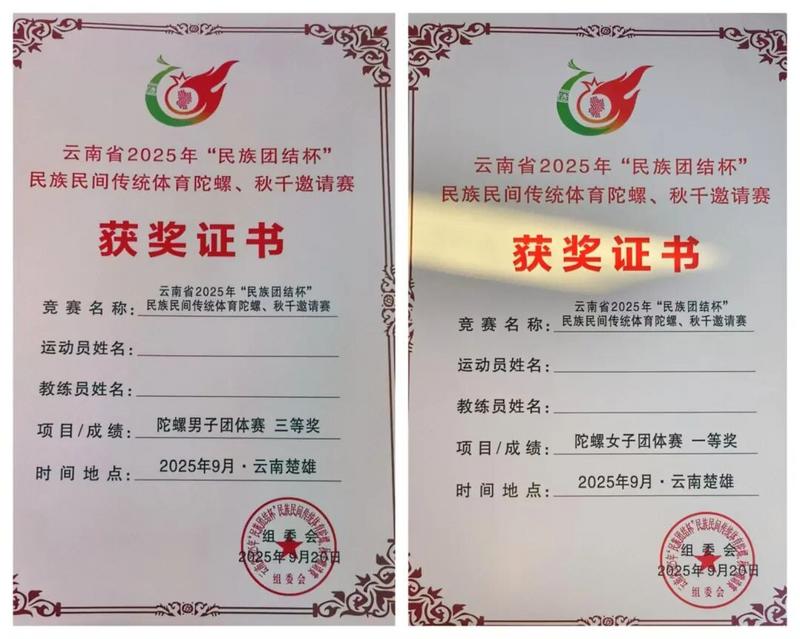 云南省2025年“民族团结杯”
民族民间传统体育陀螺、秋千邀请赛
获奖证书
竞赛名称：
云南省2025年“民族团结杯”
民族民间传统体育陀螺、秋千邀请赛
运动员姓名：
教练员姓名：
项目/成绩：陀螺男子团体赛 三等奖
时间地点：2025年9月·云南楚雄
组委会
2025年9月20日
组委会
云南省2025年“民族团结杯”
民族民间传统体育陀螺、秋千邀请赛
获奖证书
竞赛名称：
云南省2025年“民族团结杯”
民族民间传统体育陀螺、秋千邀请赛
运动员姓名：
教练员姓名：
项目/成绩：陀螺女子团体赛 一等奖
时间地点：2025年9月·云南楚雄
组委会
2025年9月20日
组委会